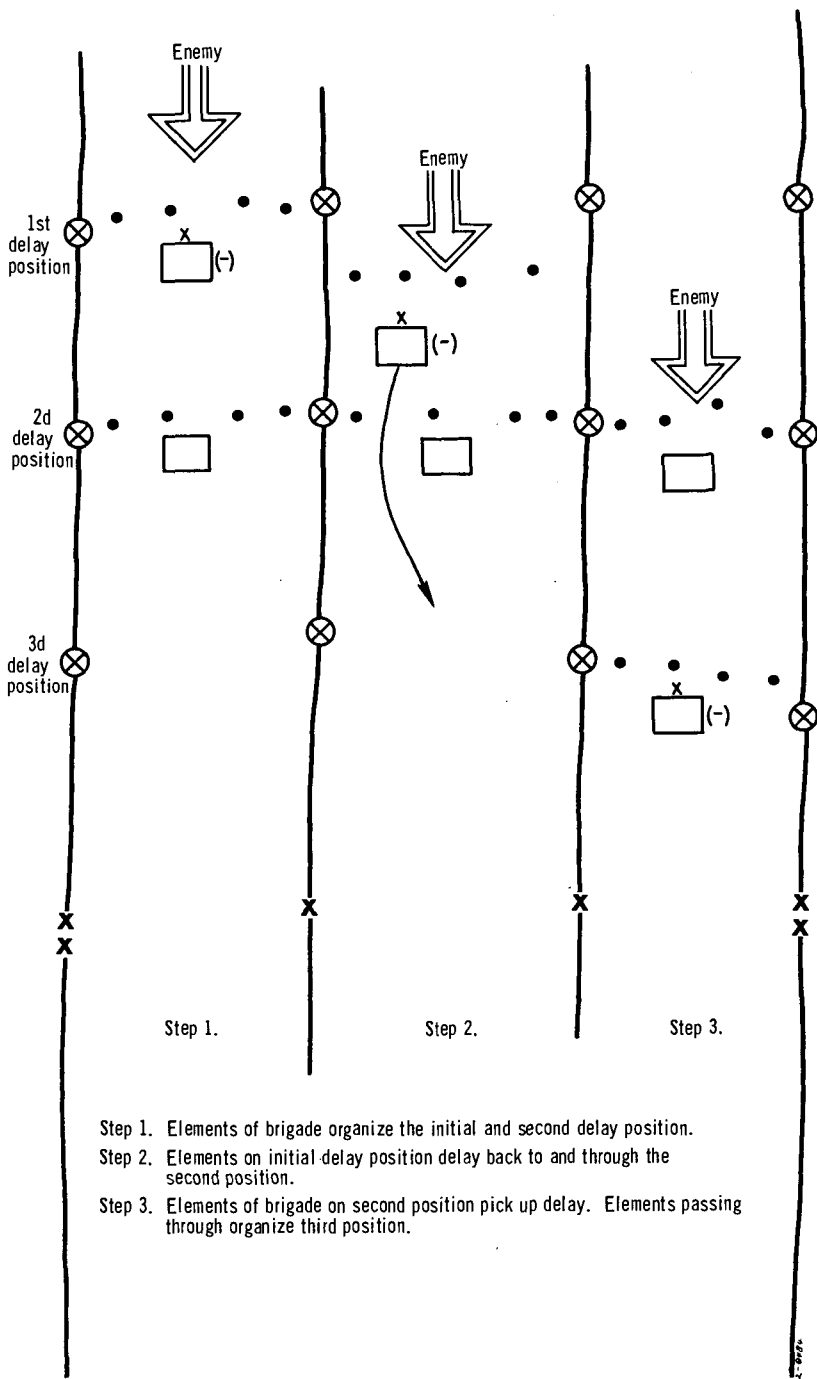 Enemy
Enemy
Enemy
1st
delay
position
X
(-)
X
(-)
2d
delay
position
3d
delay
position
X
(-)
X
X
X
X
X
X
Step 1.
Step 2.
Step 3.
Step 1. Elements of brigade organize the initial and second delay position.
Step 2. Elements on initial delay position delay back to and through the
second position.
Step 3. Elements of brigade on second position pick up delay. Elements passing
through organize third position.